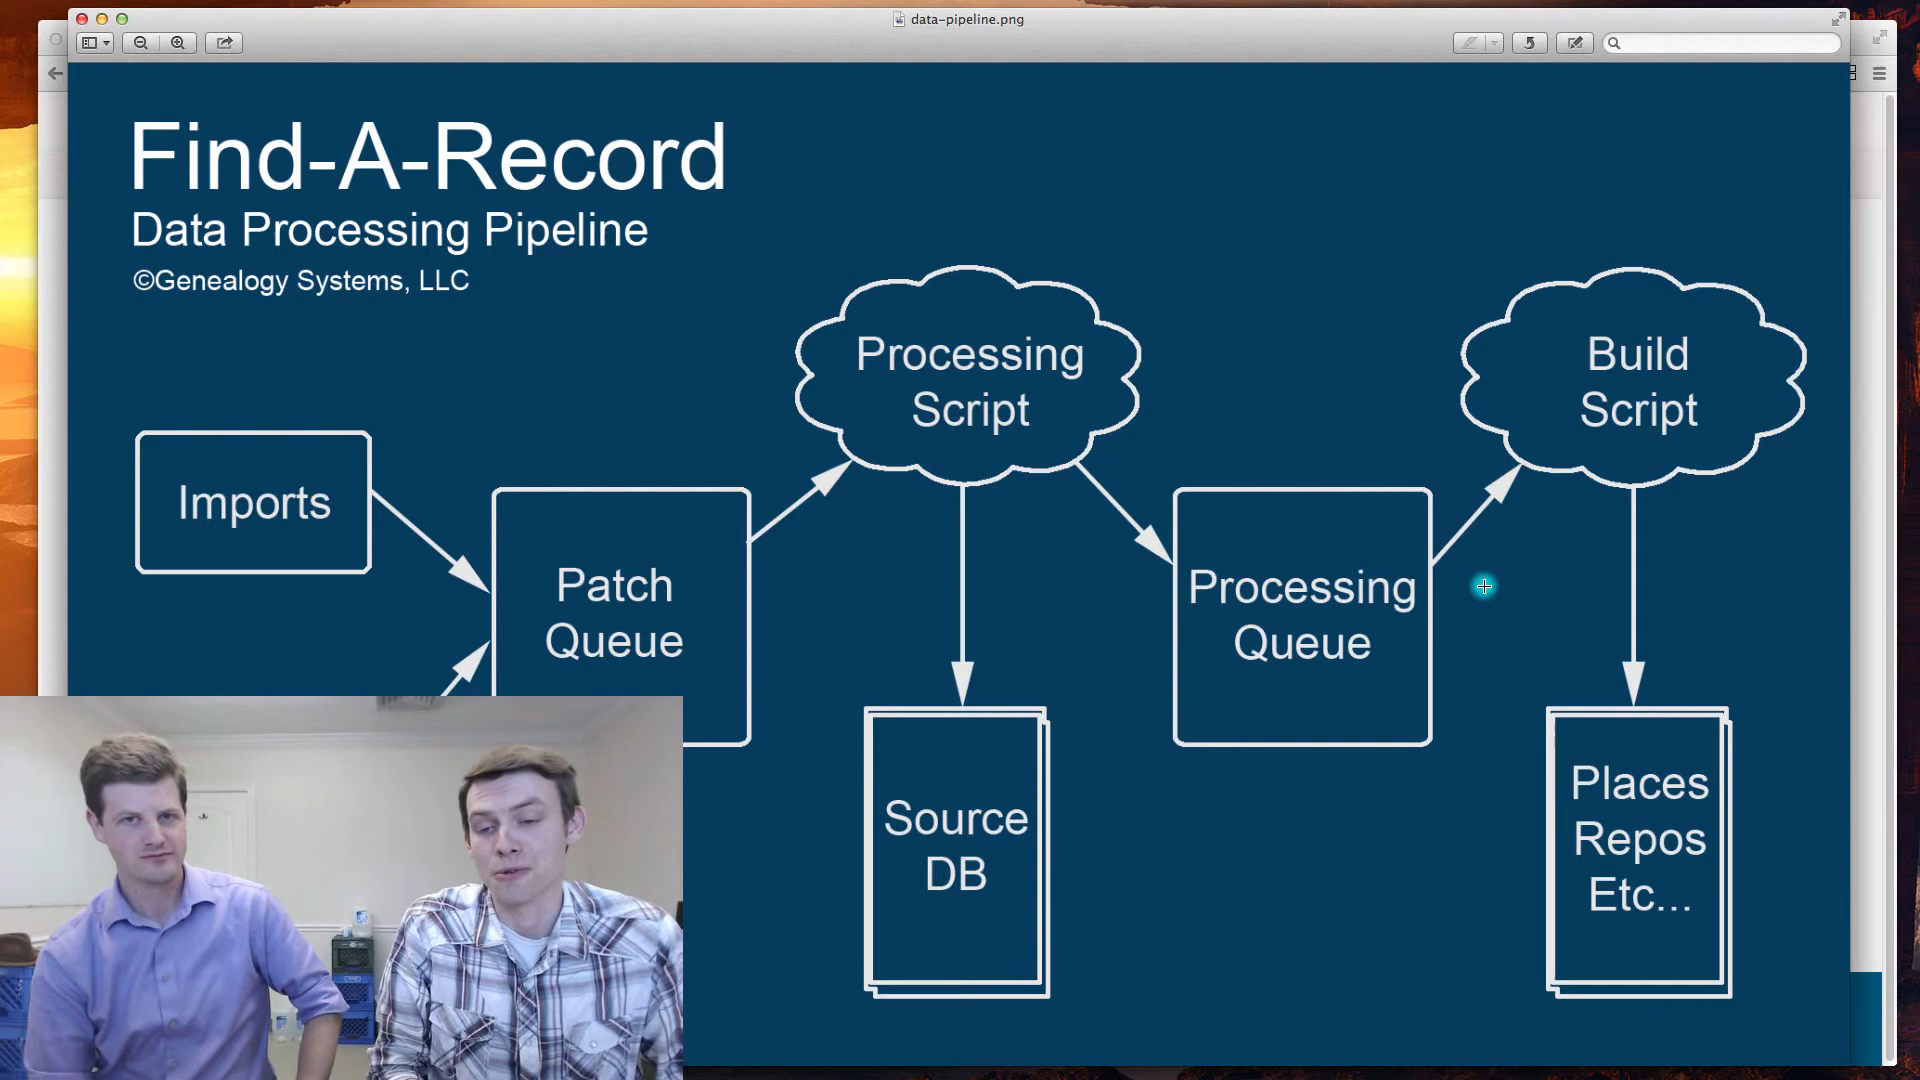 data-pipeline.png
Find-A-Record
Data Processing Pipeline
©Genealogy Systems, LLC
Processing
Script
Build
Script
Imports
Patch
Queue
Processing
Queue
Source
DB
Places
Repos
Etc...